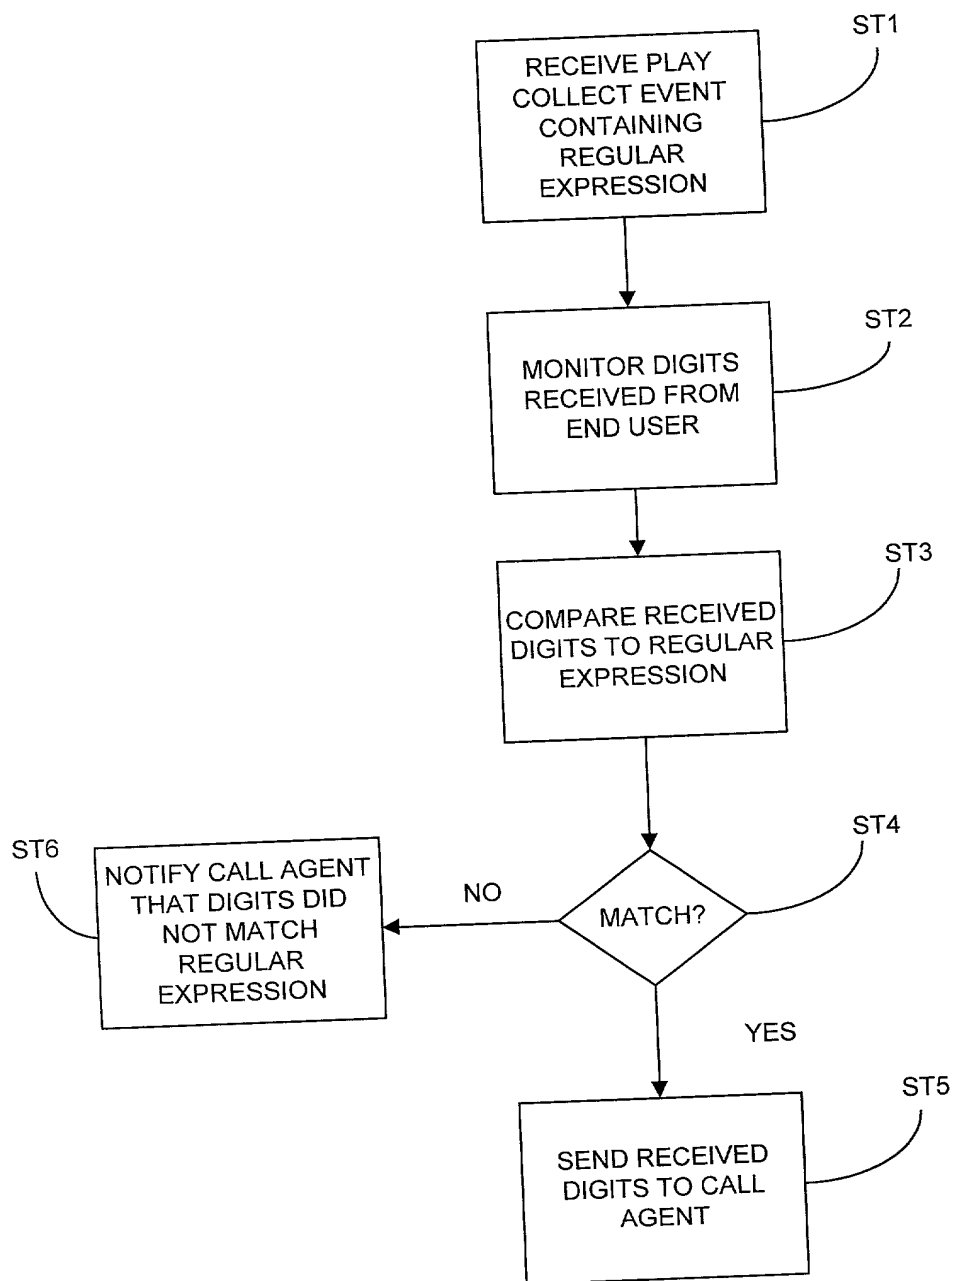 ST1
RECEIVE PLAY
COLLECT EVENT
CONTAINING
REGULAR
EXPRESSION
ST2
MONITOR DIGITS
RECEIVED FROM
END USER
ST3
COMPARE RECEIVED
DIGITS TO REGULAR
EXPRESSION
ST4
MATCH?
NO
ST6
NOTIFY CALL AGENT
THAT DIGITS DID
NOT MATCH
REGULAR
EXPRESSION
YES
ST5
SEND RECEIVED
DIGITS TO CALL
AGENT